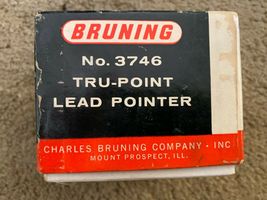 BRUNING
No. 3746
TRU-POINT
LEAD POINTER
CHARLES BRUNING COMPANY - INC
MOUNT PROSPECT, ILL.